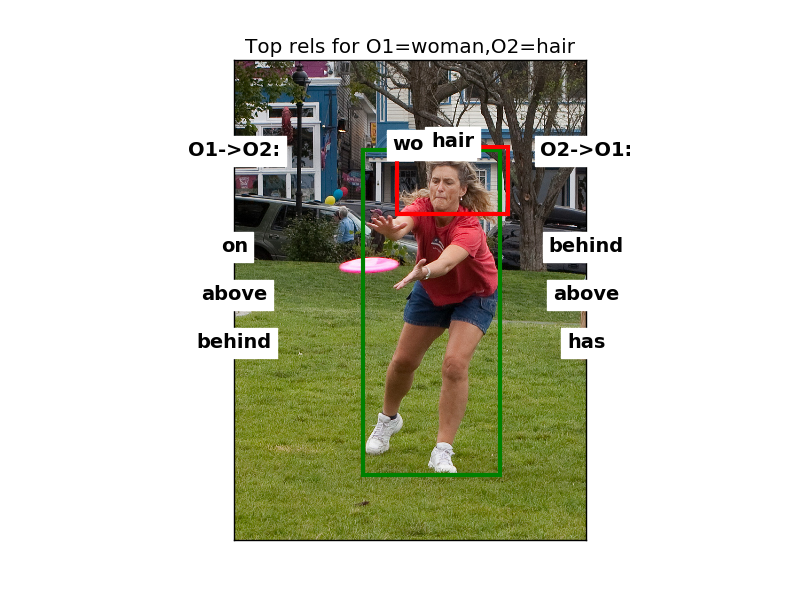 Top rels for O1=woman,O2=hair
wo hair
O1->O2: O2->O1:
on behind
above above
behind has